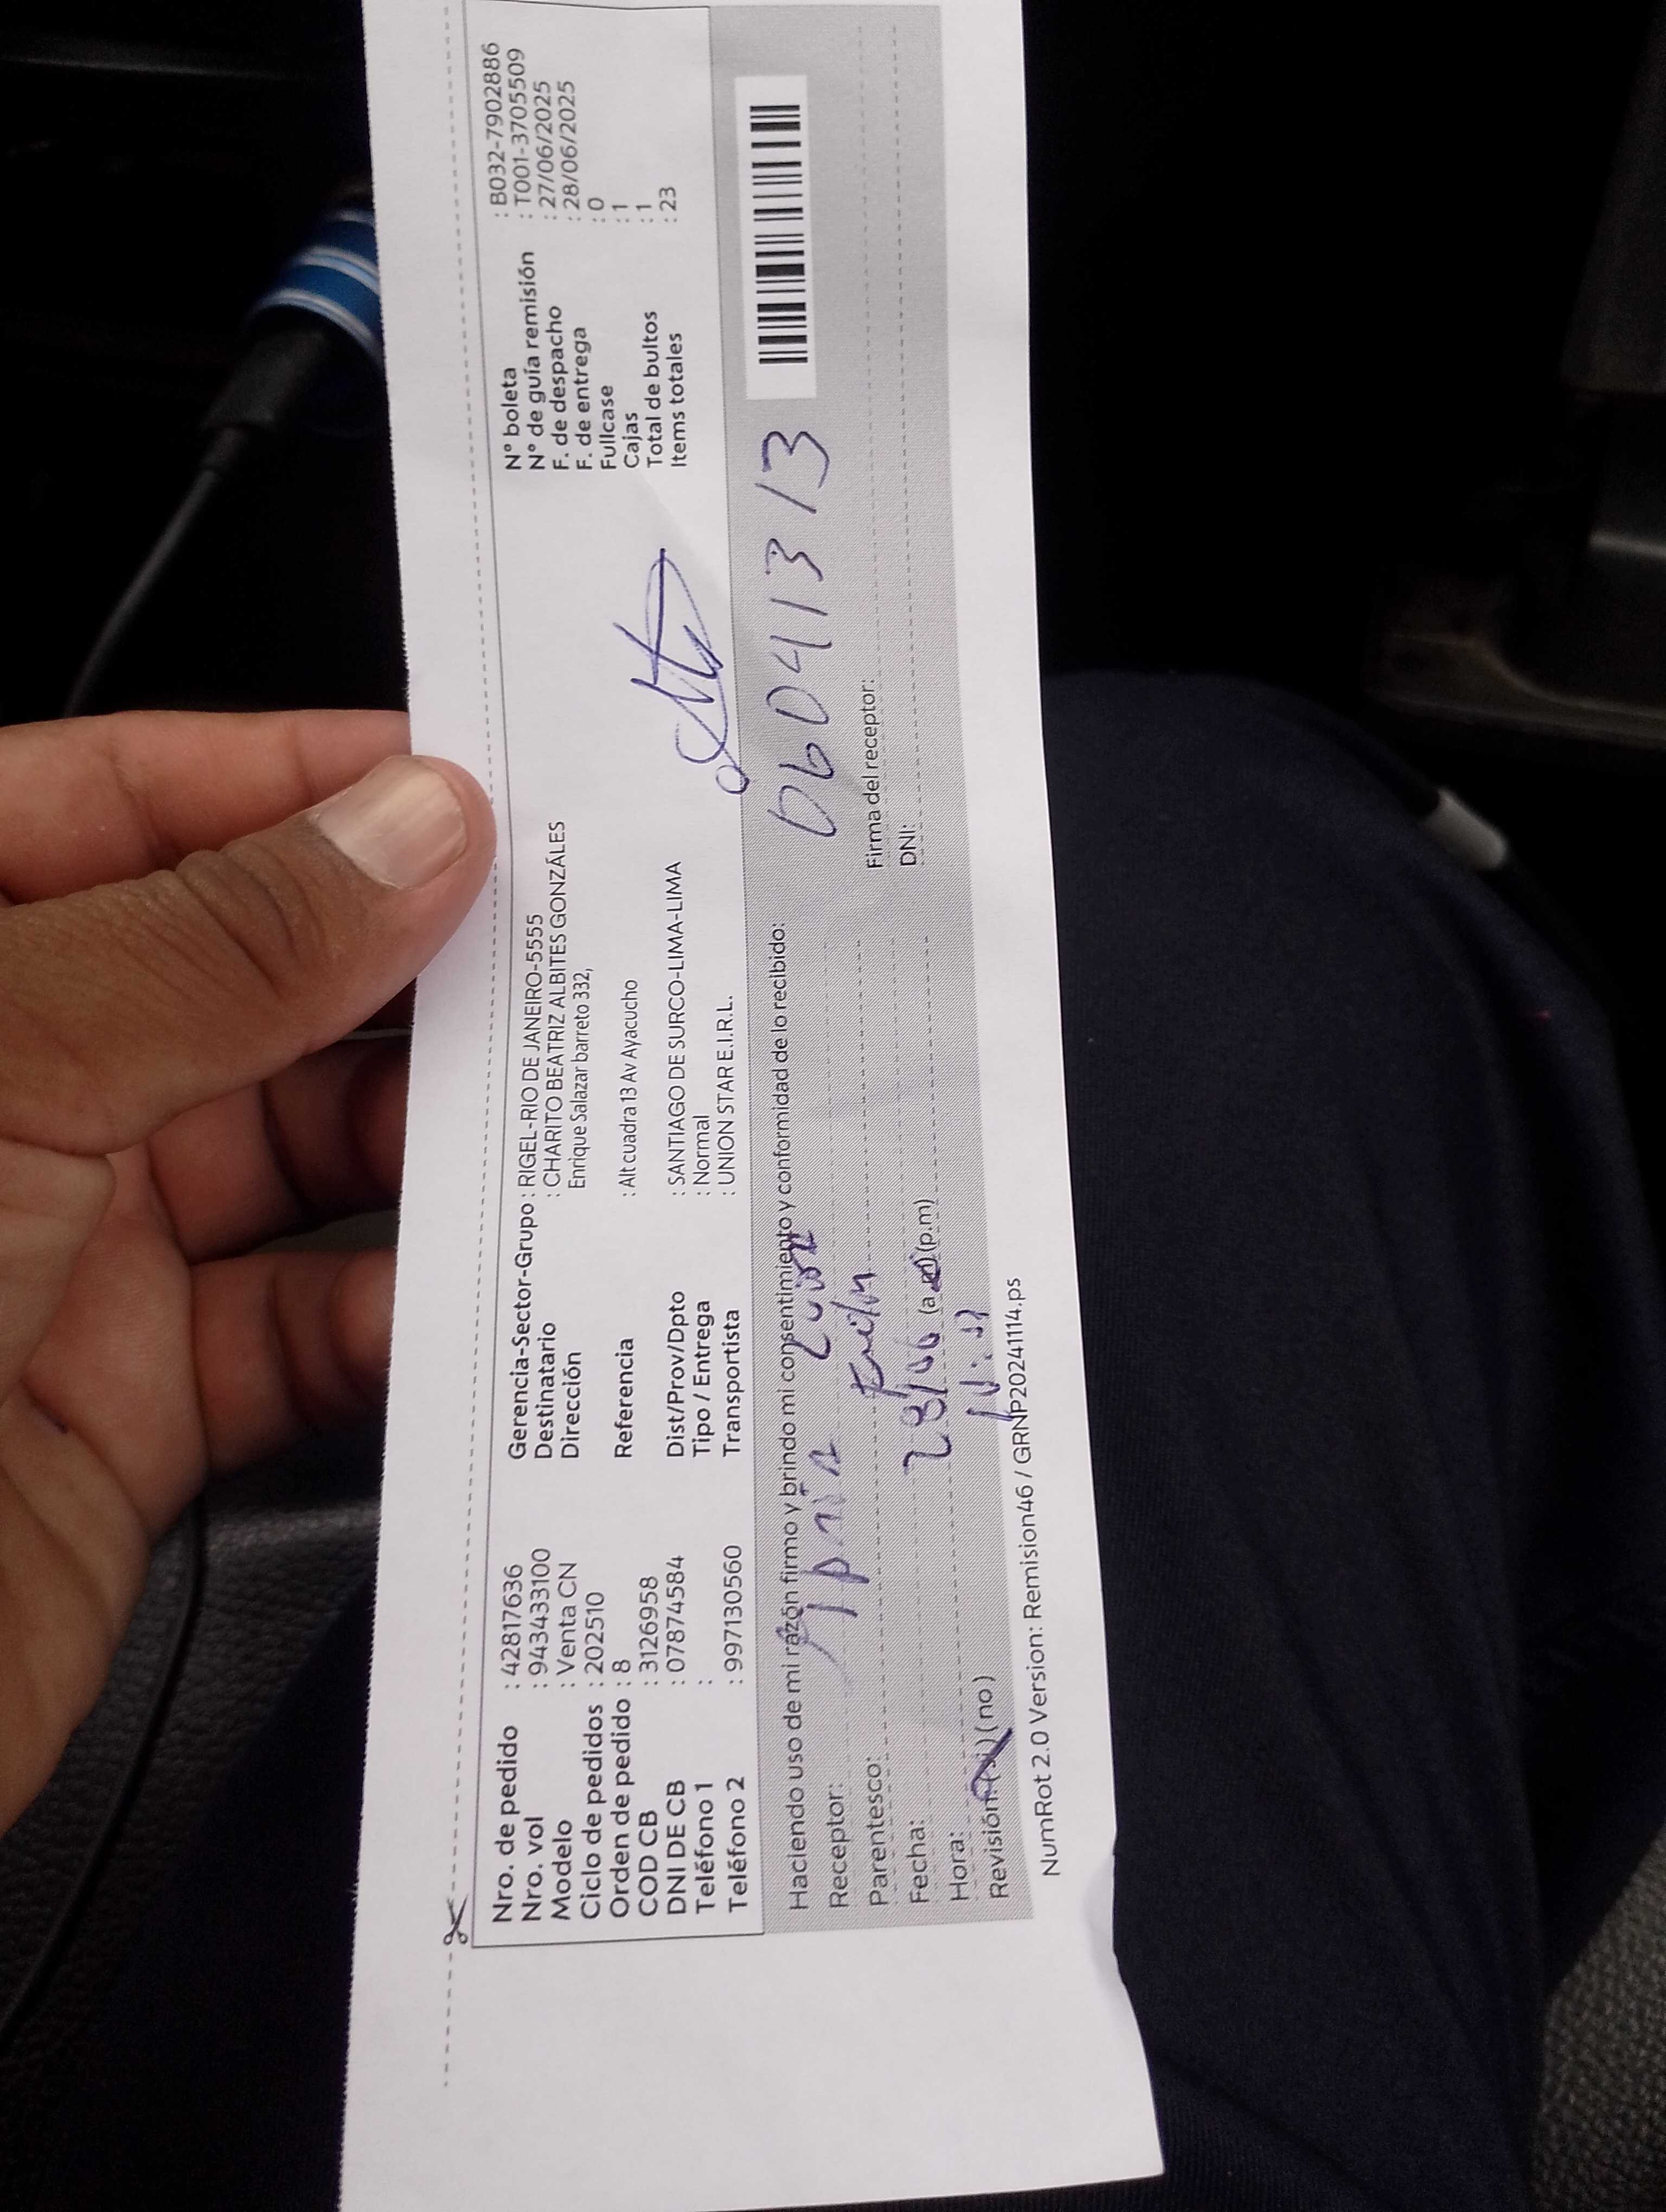 Nro. de pedido : 42817636
Nro. vol : 943433100
Modelo : Venta CN
Ciclo de pedidos : 202510
Orden de pedido : 8
COD CB : 3126958
DNI DE CB : 07874584
Teléfono 1 :
Teléfono 2 : 997130560
Gerencia-Sector-Grupo : RIGEL-RIO DE JANEIRO-5555
Destinatario : CHARITO BEATRIZ ALBITES GONZÁLES
Dirección Enrique Salazar barreto 332,
Referencia : Alt cuadra 13 Av Ayacucho
Dist/Prov/Dpto : SANTIAGO DE SURCO-LIMA-LIMA
Tipo / Entrega : Normal
Transportista : UNION STAR E.I.R.L.
N° boleta : B032-7902886
N° de guía remisión : T001-3705509
F. de despacho : 27/06/2025
F. de entrega : 28/06/2025
Fullcase : 0
Cajas : 1
Total de bultos : 1
Items totales : 23
Haciendo uso de mi razón firmo y brindo mi consentimiento y conformidad de lo recibido:
Receptor:
Parentesco:
Fecha: 28/06
Hora: (a.m) (p.m)
Revisión: (si) (no)
06041313
Firma del receptor:
DNI:
NumRot 2.0 Version: Remision46 / GRNP20241114.ps